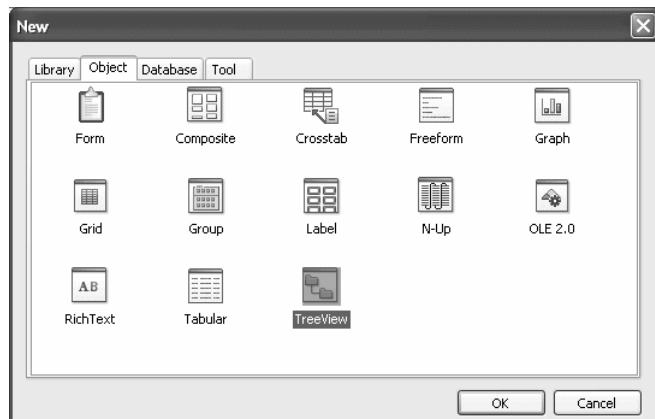 New
Library Object Database Tool
Form Composite Crosstab Freeform Graph
Grid Group Label N-Up OLE 2.0
AB
RichText Tabular TreeView
OK Cancel